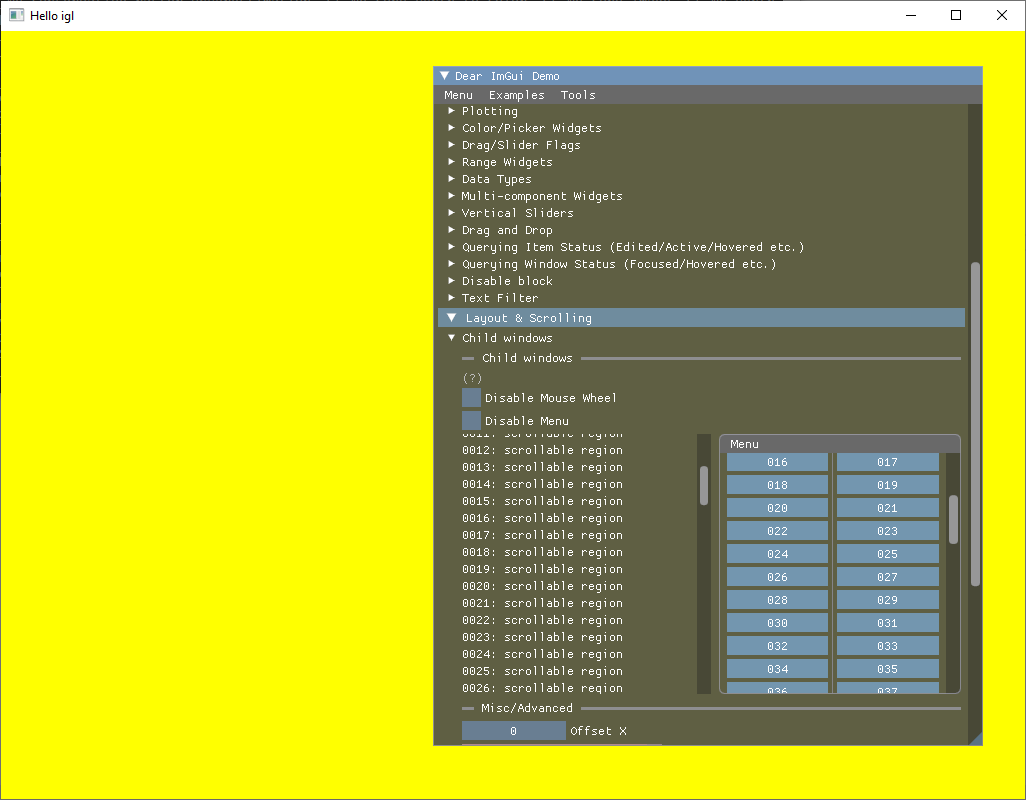 Hello igl
Dear ImGui Demo
Menu Examples Tools
Plotting
Color/Picker Widgets
Drag/Slider Flags
Range Widgets
Data Types
Multi-component Widgets
Vertical Sliders
Drag and Drop
Querying Item Status (Edited/Active/Hovered etc.)
Querying Window Status (Focused/Hovered etc.)
Disable block
Text Filter
Layout & Scrolling
Child windows
Child windows
(?)
Disable Mouse Wheel
Disable Menu
0011: scrollable region
0012: scrollable region
0013: scrollable region
0014: scrollable region
0015: scrollable region
0016: scrollable region
0017: scrollable region
0018: scrollable region
0019: scrollable region
0020: scrollable region
0021: scrollable region
0022: scrollable region
0023: scrollable region
0024: scrollable region
0025: scrollable region
0026: scrollable region
Menu
016 017
018 019
020 021
022 023
024 025
026 027
028 029
030 031
032 033
034 035
036 037
Misc/Advanced
0 Offset X